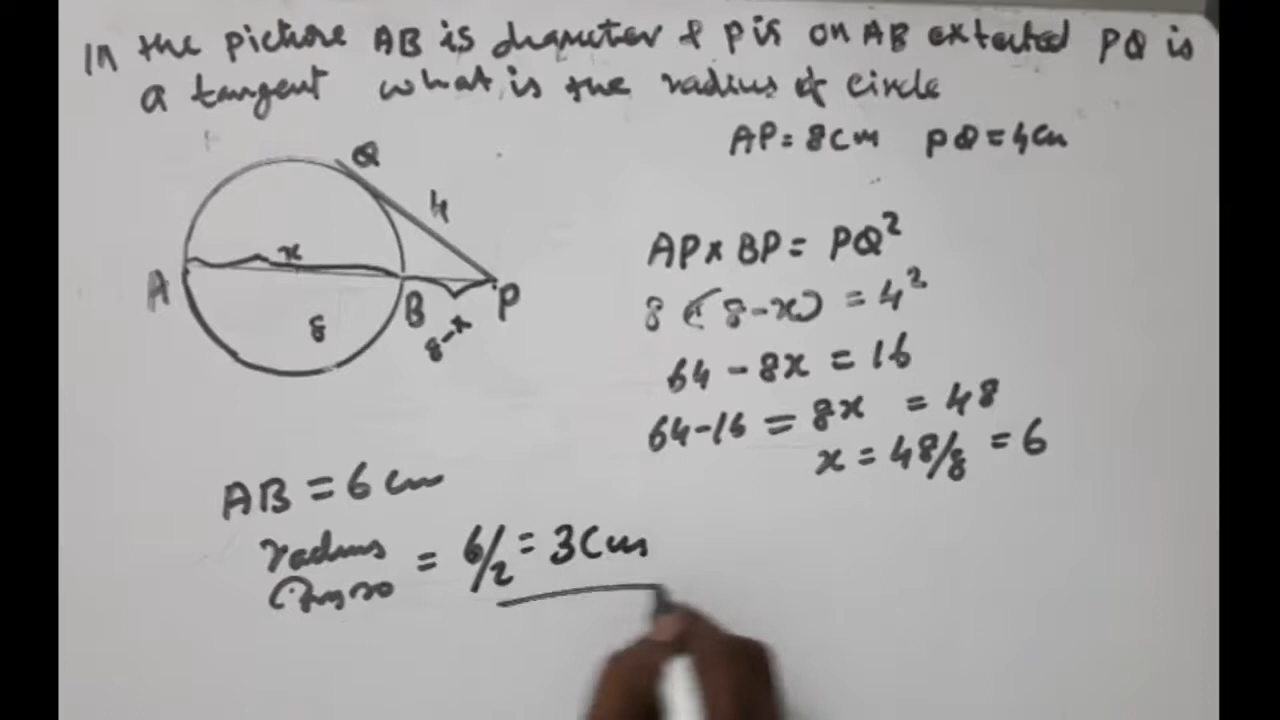 In the picture AB is diameter & P is on AB extended PQ is
a tangent what is the radius of circle
AP = 8cm PQ = 4cm
Q
4
x
A
B
P
8
8-x
AP x BP = PQ²
8 (8-x) = 4²
64 - 8x = 16
64-16 = 8x = 48
x = 48/8 = 6
AB = 6cm
radius
= 6/2 = 3cm